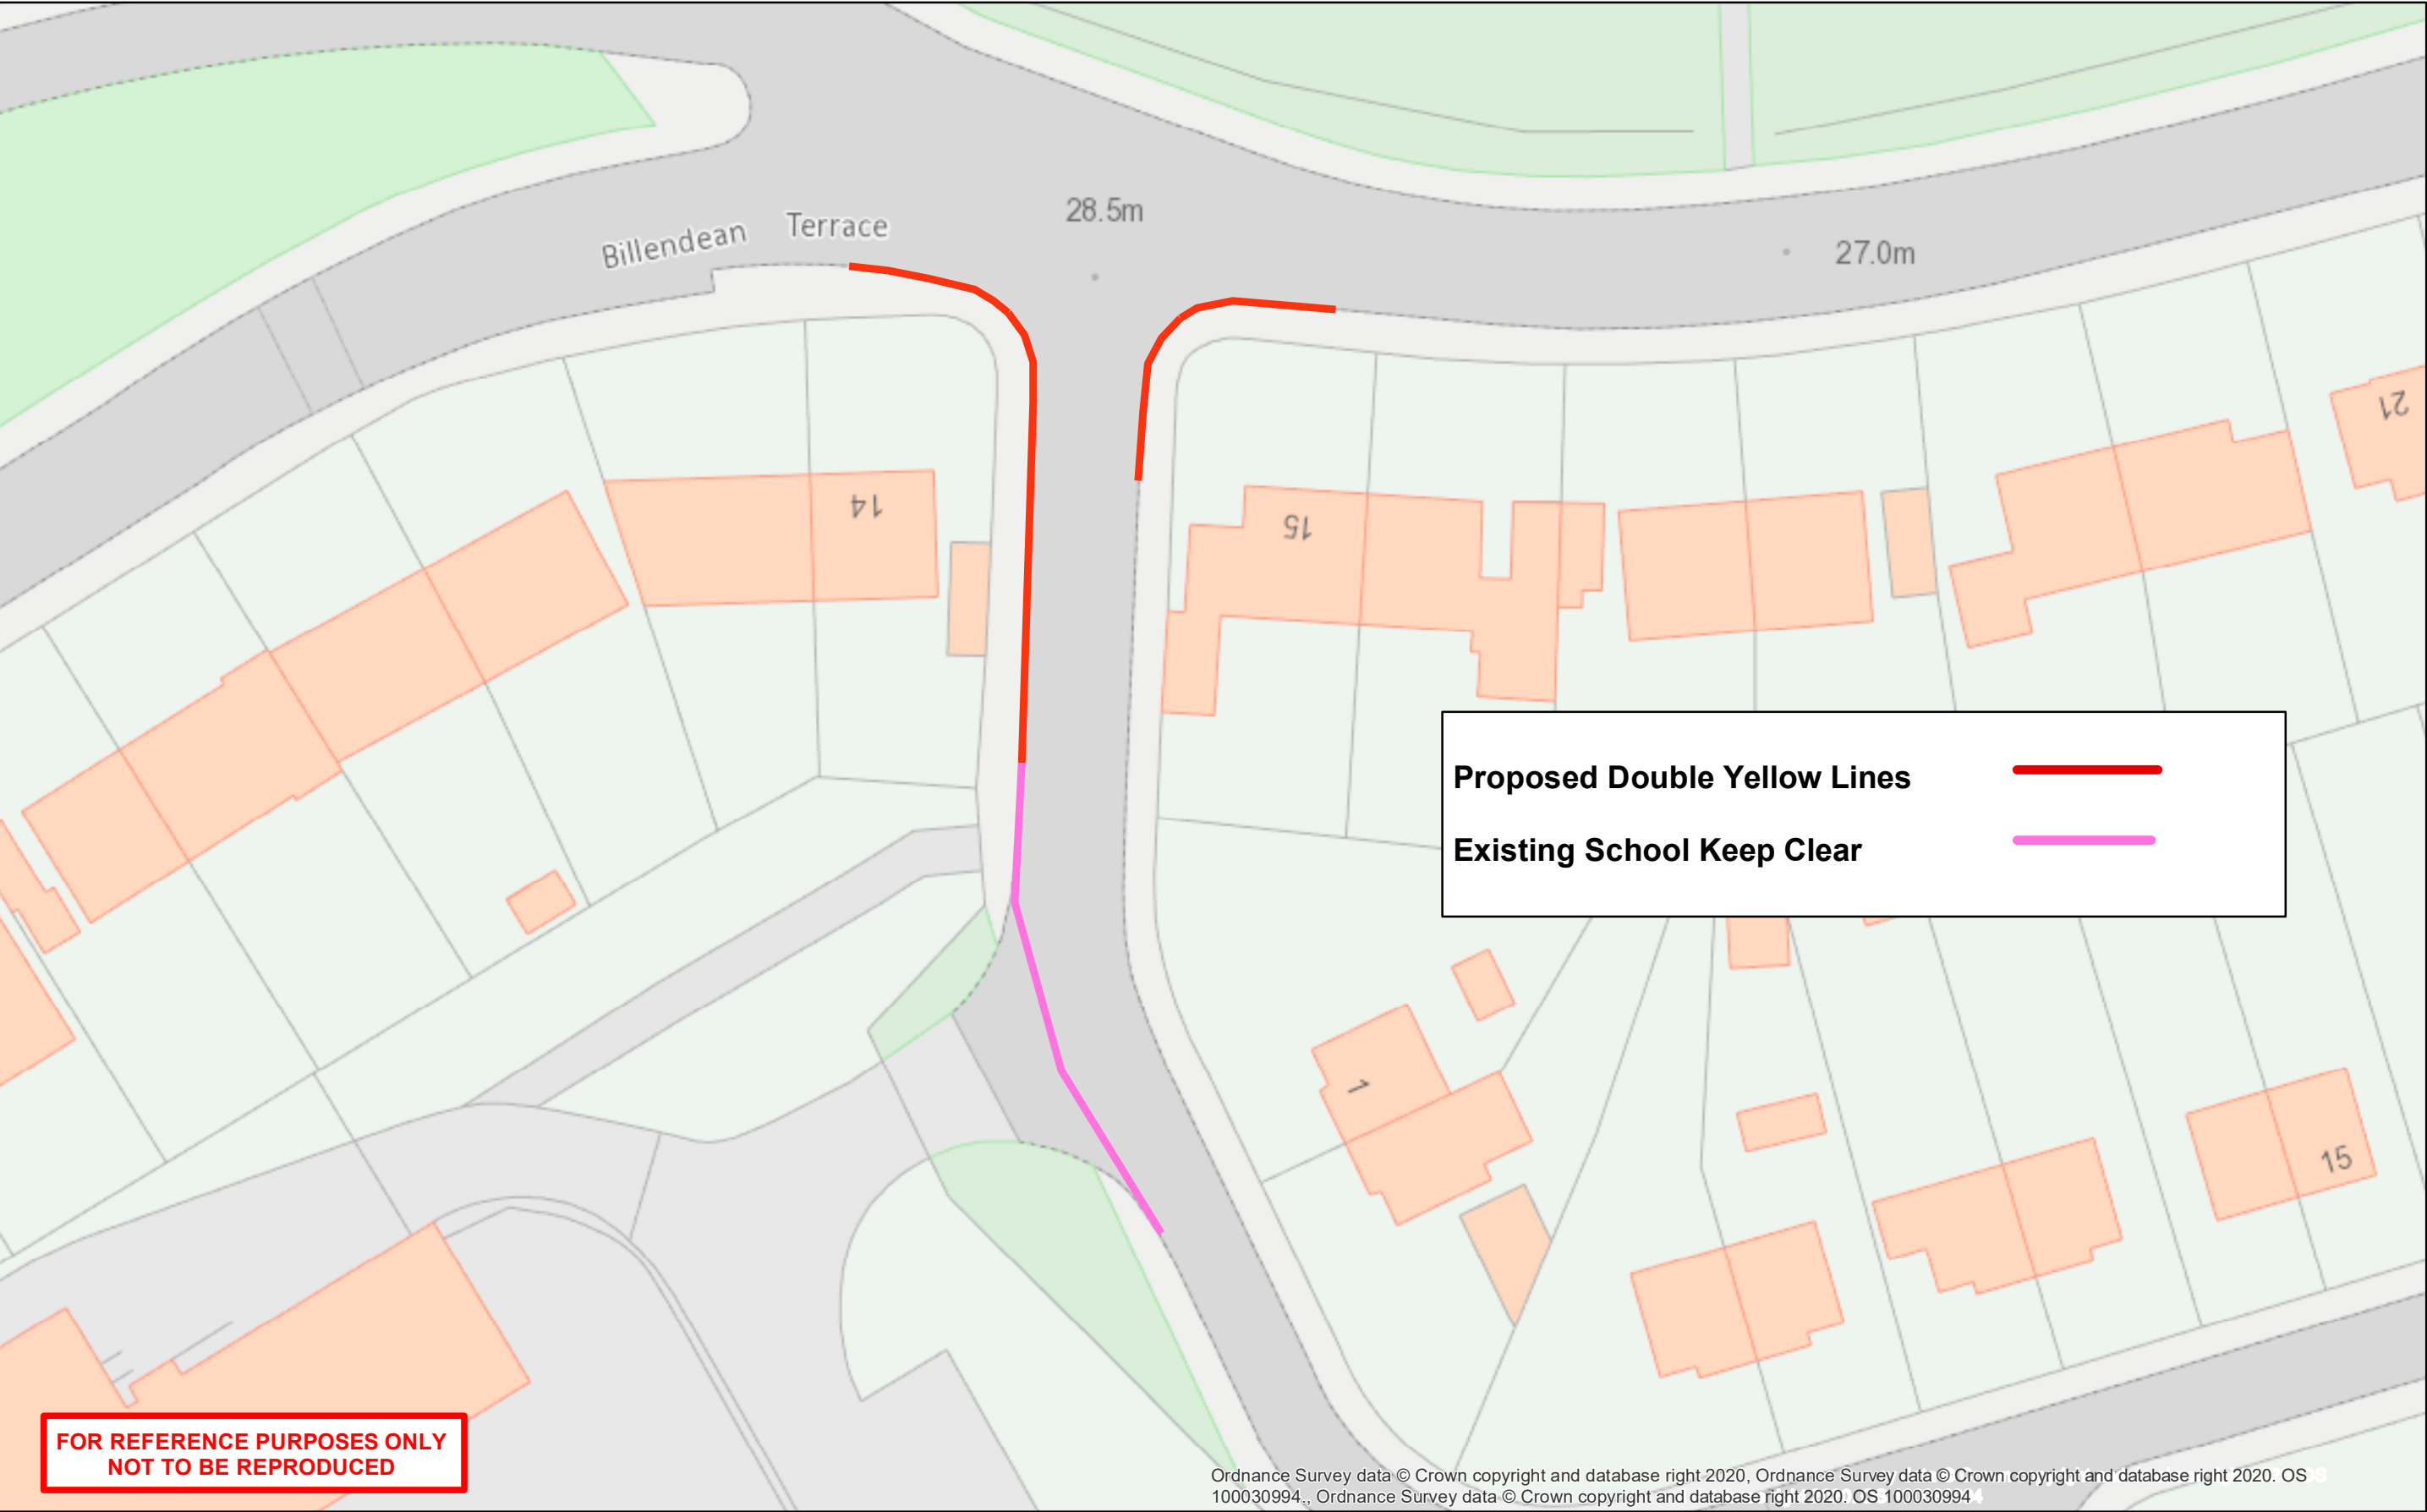 Billendean Terrace
28.5m
27.0m
21
14
15
Proposed Double Yellow Lines
Existing School Keep Clear
1
15
FOR REFERENCE PURPOSES ONLY
NOT TO BE REPRODUCED
Ordnance Survey data © Crown copyright and database right 2020, Ordnance Survey data © Crown copyright and database right 2020. OS
100030994., Ordnance Survey data © Crown copyright and database right 2020. OS 100030994